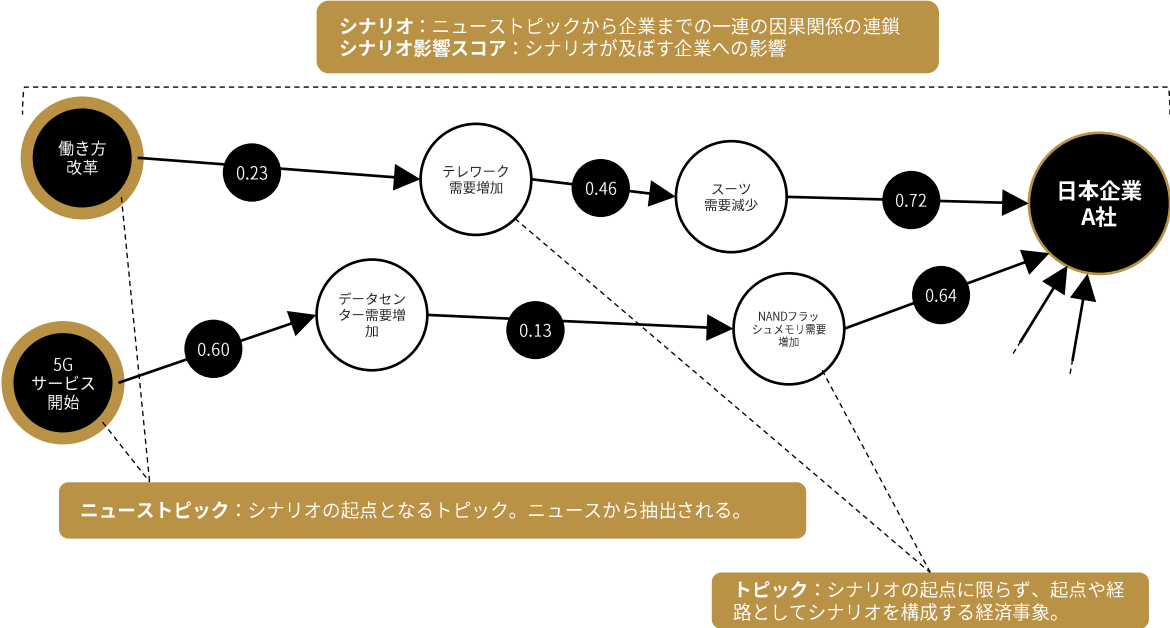 シナリオ：ニューストピックから企業までの一連の因果関係の連鎖
シナリオ影響スコア：シナリオが及ぼす企業への影響
働き方
改革
0.23
テレワーク
需要増加
0.46
スーツ
需要減少
0.72
日本企業
A社
5G
サービス
開始
0.60
データセン
ター需要増
加
0.13
NANDフラッ
シュメモリ需要
増加
0.64
ニューストピック：シナリオの起点となるトピック。ニュースから抽出される。
トピック：シナリオの起点に限らず、起点や経
路としてシナリオを構成する経済事象。